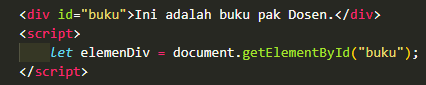 <div id="buku">Ini adalah buku pak Dosen.</div>
<script>
    let elemenDiv = document.getElementById("buku");
</script>